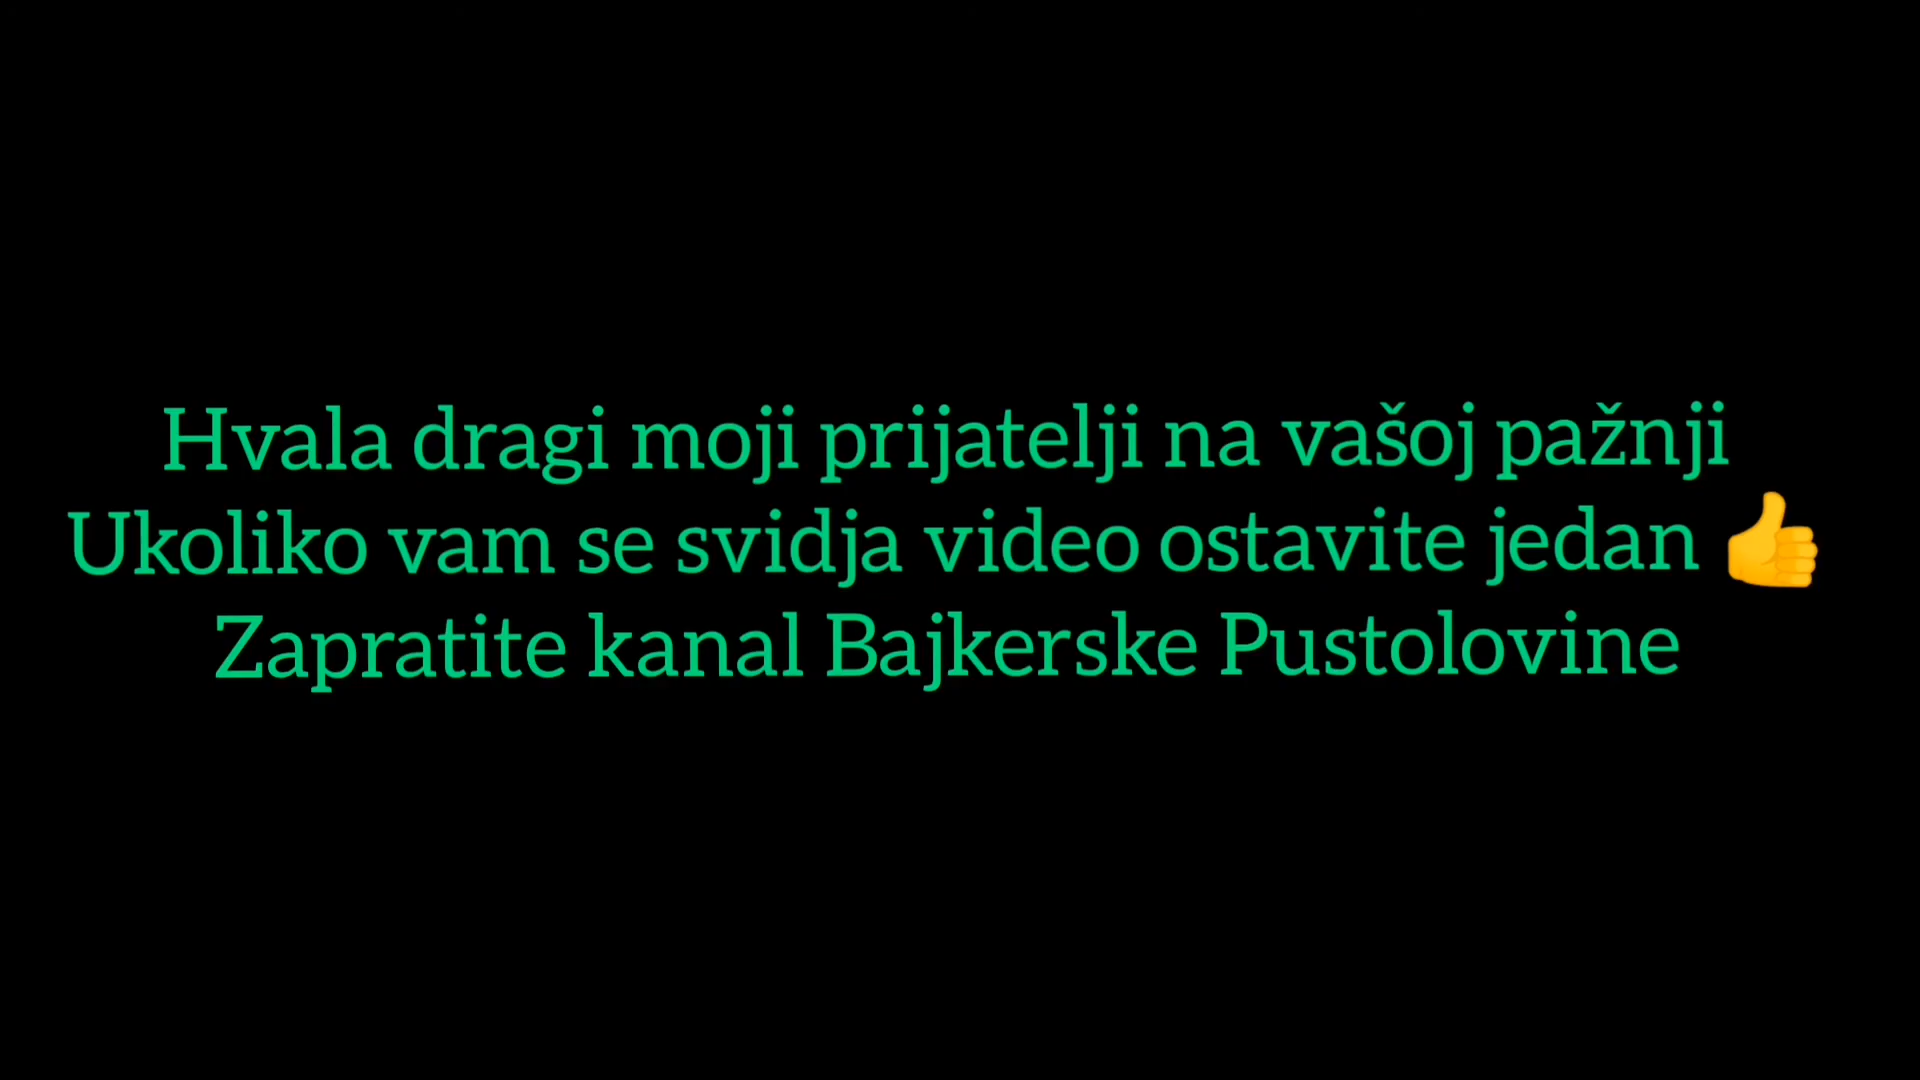 Hvala dragi moji prijatelji na vašoj pažnji
Ukoliko vam se svidja video ostavite jedan 👍
Zapratite kanal Bajkerske Pustolovine